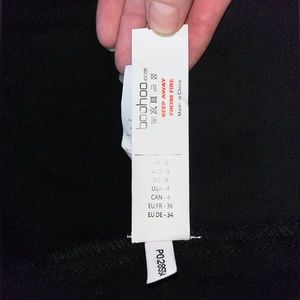 boohoo.com
KEEP AWAY
FROM FIRE
Made in China
UK - 8
AUS - 8
NZ - 8
USA - 4
CAN - 4
EU FR - 36
EU DE - 34